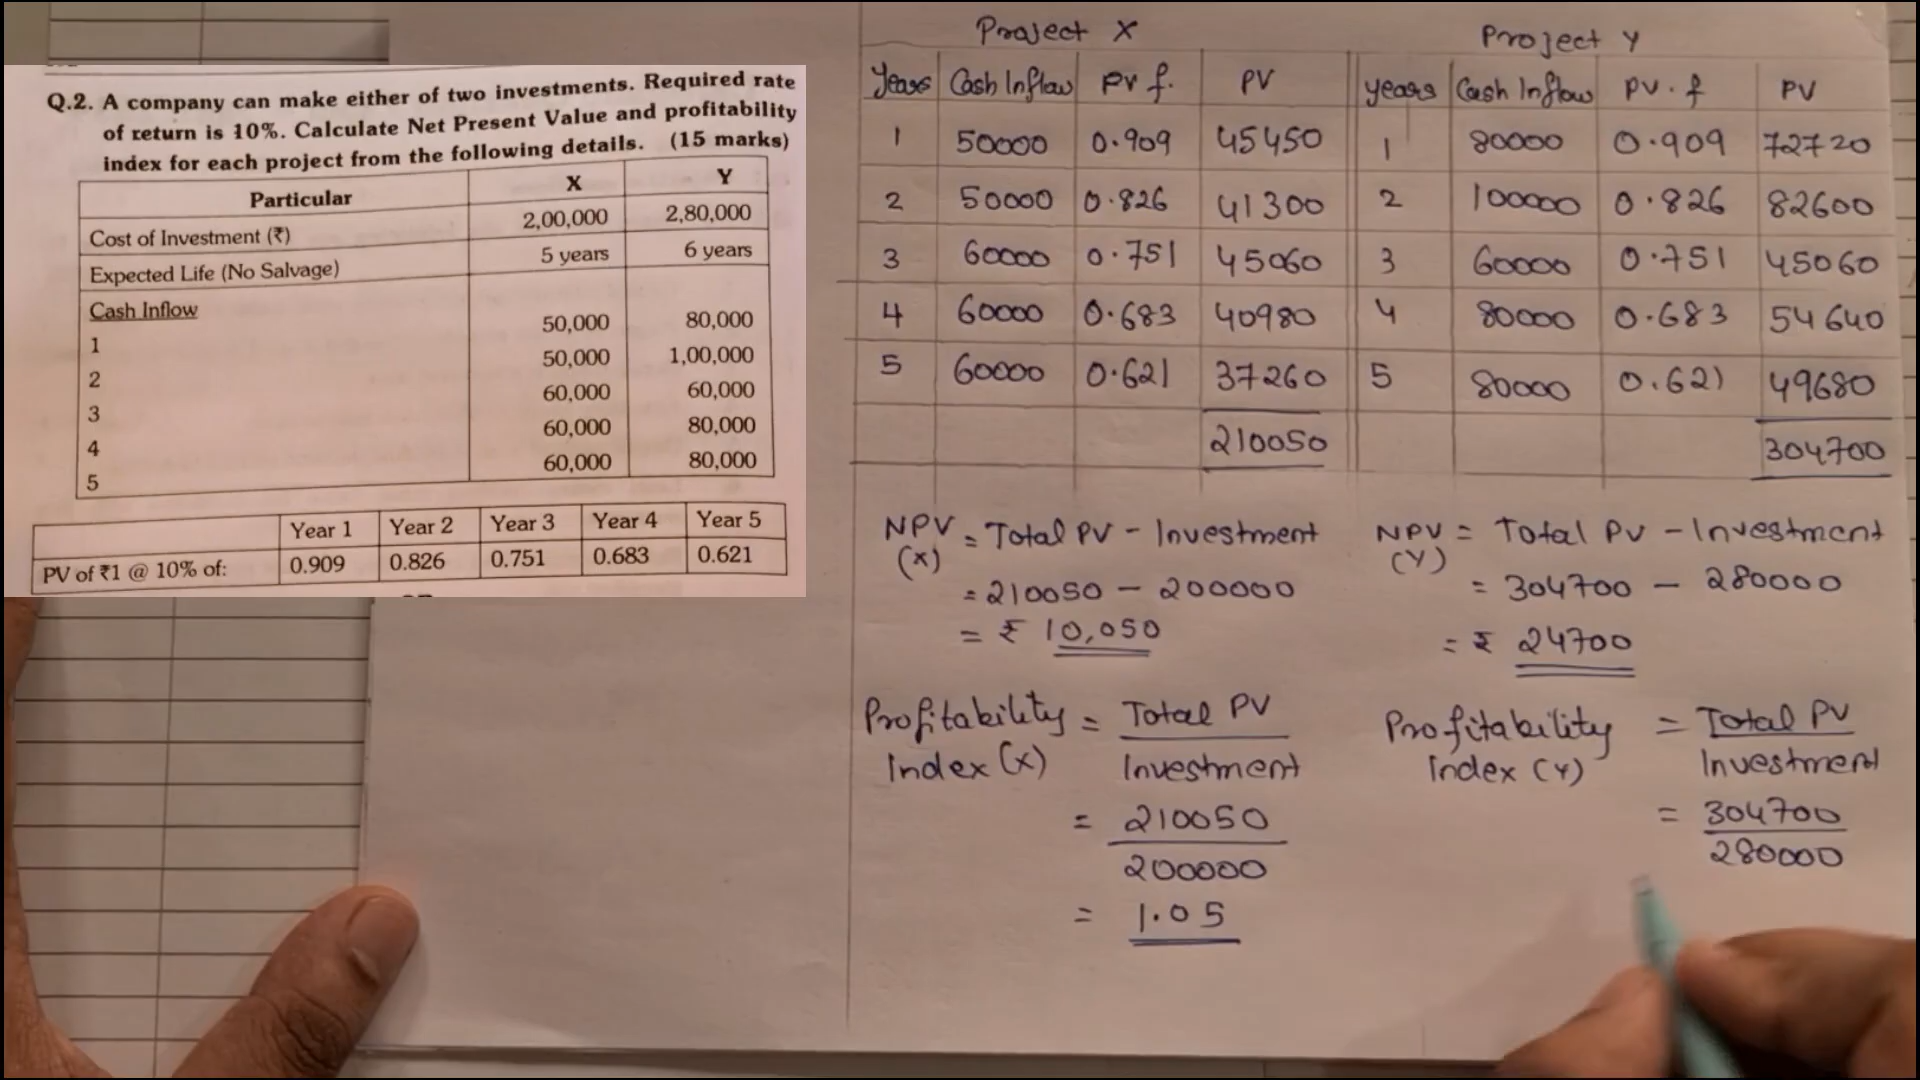 Q.2. A company can make either of two investments. Required rate
of return is 10%. Calculate Net Present Value and profitability
index for each project from the following details. (15 marks)
Particular X Y
Cost of Investment (₹) 2,00,000 2,80,000
Expected Life (No Salvage) 5 years 6 years
Cash Inflow
1 50,000 80,000
2 50,000 1,00,000
3 60,000 60,000
4 60,000 80,000
5 60,000 80,000
Year 1 Year 2 Year 3 Year 4 Year 5
PV of ₹1 @ 10% of: 0.909 0.826 0.751 0.683 0.621
Project X
Years Cash Inflow PV f. PV
1 50000 0.909 45450
2 50000 0.826 41300
3 60000 0.751 45060
4 60000 0.683 40980
5 60000 0.621 37260
210050
NPV (X) = Total PV - Investment
= 210050 - 200000
= ₹ 10,050
Profitability Index (X) = Total PV
Investment
= 210050
200000
= 1.05
Project Y
years Cash Inflow PV. f PV
1 80000 0.909 72720
2 100000 0.826 82600
3 60000 0.751 45060
4 80000 0.683 54640
5 80000 0.621 49680
304700
NPV (Y) = Total PV - Investment
= 304700 - 280000
= ₹ 24700
Profitability Index (Y) = Total PV
Investment
= 304700
280000